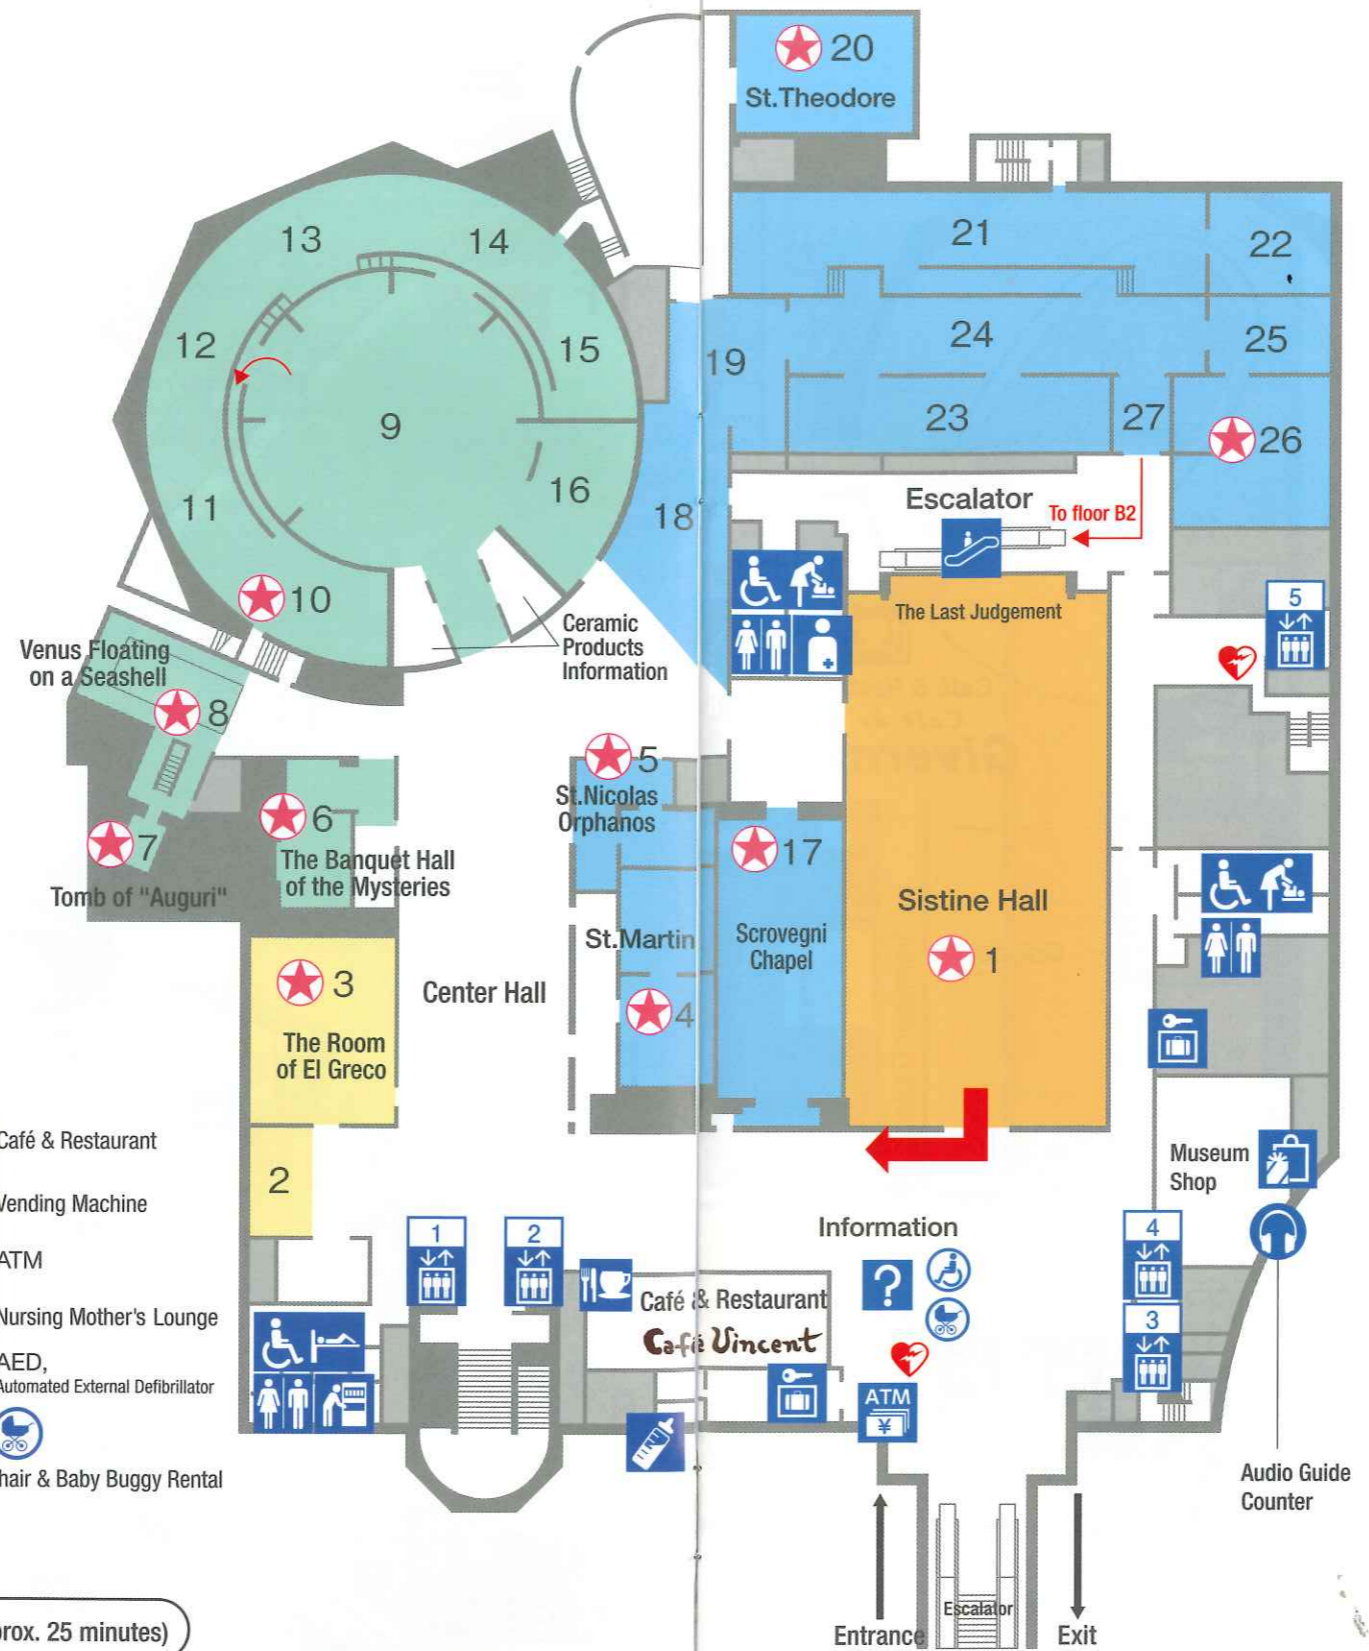 20
St.Theodore
13
14
21
22
12
15
19
24
25
9
23
27
26
11
16
18
Escalator
To floor B2
10
Ceramic
Products
Information
The Last Judgement
5
Venus Floating
on a Seashell
8
5
St.Nicolas
Orphanos
6
7
The Banquet Hall
of the Mysteries
17
Tomb of "Auguri"
St.Martin
Scrovegni
Chapel
Sistine Hall
1
3
Center Hall
4
The Room
of El Greco
Café & Restaurant
Museum
Shop
2
Vending Machine
1
2
Information
4
ATM
?
Café & Restaurant
Nursing Mother's Lounge
Café Vincent
3
AED,
Automated External Defibrillator
ATM
¥
hair & Baby Buggy Rental
Audio Guide
Counter
Escalator
Entrance
Exit
prox. 25 minutes)